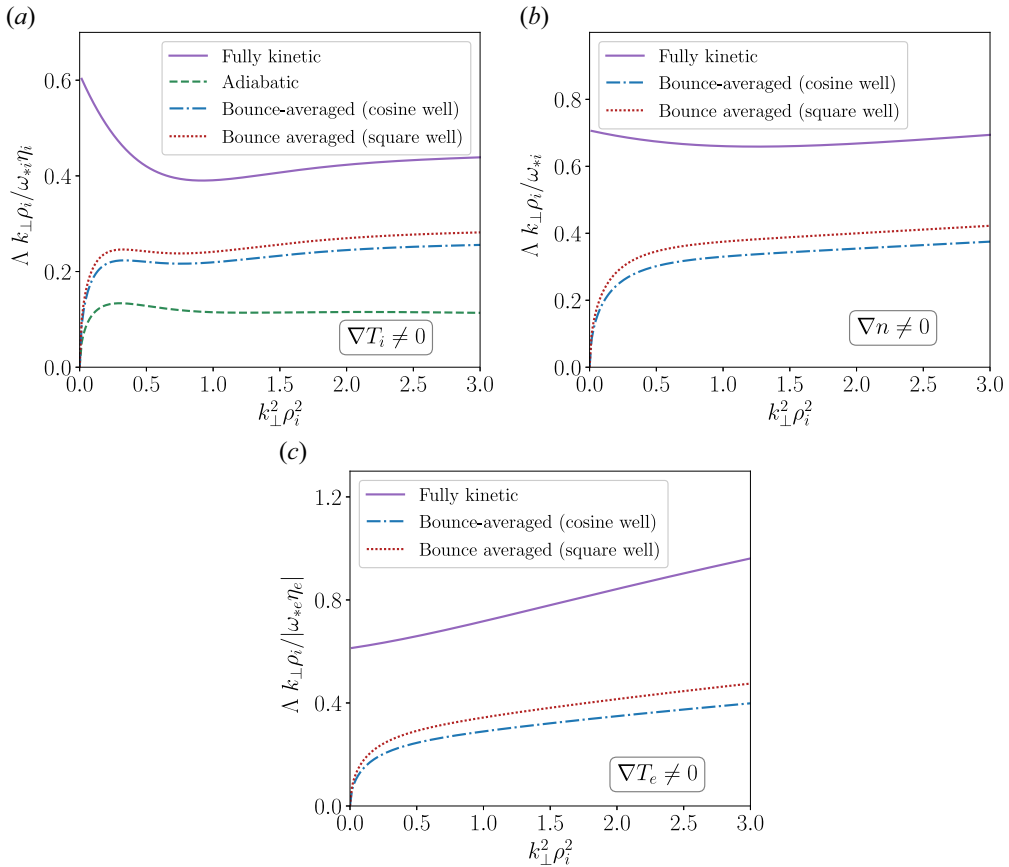 (a)
Λ k⊥ρi/ω*iηi
0.6
0.4
0.2
0.0
Fully kinetic
Adiabatic
Bounce-averaged (cosine well)
Bounce averaged (square well)
∇Ti ≠ 0
0.0 0.5 1.0 1.5 2.0 2.5 3.0
k⊥²ρi²
(b)
Λ k⊥ρi/ω*i
0.8
0.6
0.4
0.2
0.0
Fully kinetic
Bounce-averaged (cosine well)
Bounce averaged (square well)
∇n ≠ 0
0.0 0.5 1.0 1.5 2.0 2.5 3.0
k⊥²ρi²
(c)
Λ k⊥ρi/|ω*eηe|
1.2
0.8
0.4
0.0
Fully kinetic
Bounce-averaged (cosine well)
Bounce averaged (square well)
∇Te ≠ 0
0.0 0.5 1.0 1.5 2.0 2.5 3.0
k⊥²ρi²